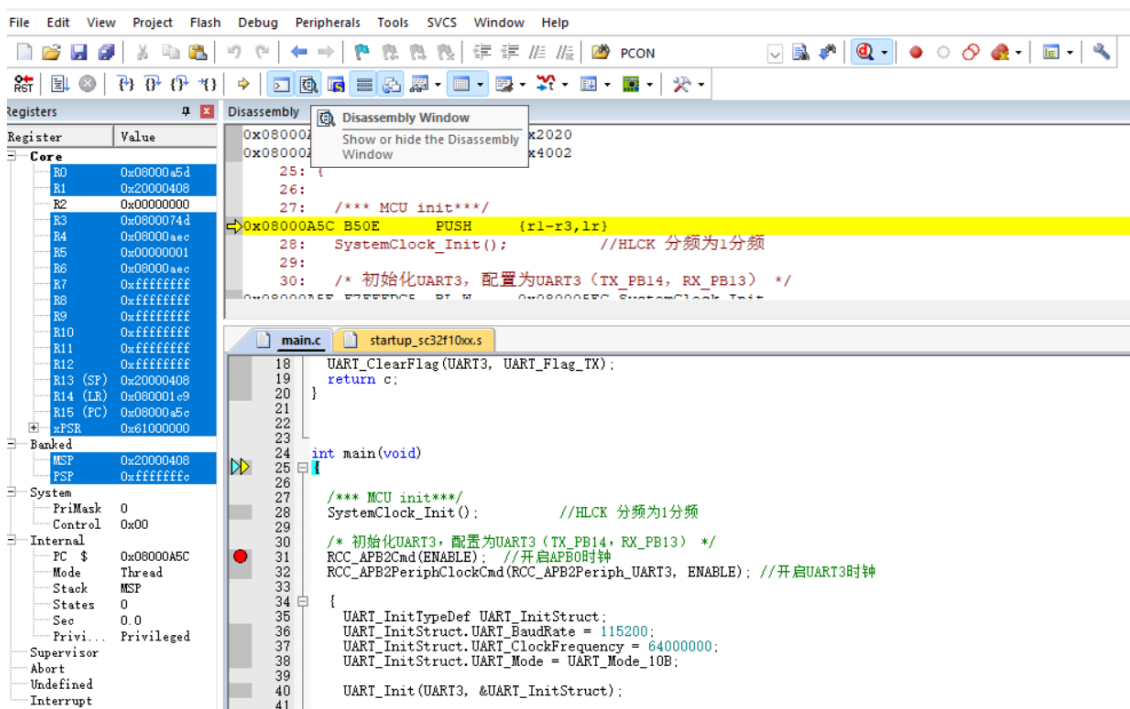 File Edit View Project Flash Debug Peripherals Tools SVCS Window Help
PCON
RST
Registers
Register Value
Core
R0 0x08000a5d
R1 0x20000408
R2 0x00000000
R3 0x0800074d
R4 0x08000aec
R5 0x00000001
R6 0x08000aec
R7 0xffffffff
R8 0xffffffff
R9 0xffffffff
R10 0xffffffff
R11 0xffffffff
R12 0xffffffff
R13 (SP) 0x20000408
R14 (LR) 0x080001c9
R15 (PC) 0x08000a5c
xPSR 0x61000000
Banked
MSP 0x20000408
PSP 0xfffffffc
System
PriMask 0
Control 0x00
Internal
PC $ 0x08000A5C
Mode Thread
Stack MSP
States 0
Sec 0.0
Privi... Privileged
Supervisor
Abort
Undefined
Interrupt
Disassembly
Disassembly Window
Show or hide the Disassembly
Window
0x08000A x2020
0x08000A x4002
25: {
26:
27: /*** MCU init***/
0x08000A5C B50E PUSH {r1-r3,lr}
28: SystemClock_Init(); //HLCK 分频为1分频
29:
30: /* 初始化UART3，配置为UART3（TX_PB14，RX_PB13） */
main.c startup_sc32f10xx.s
18 UART_ClearFlag(UART3, UART_Flag_TX);
19 return c;
20 }
21
22
23
24 int main(void)
25 {
26
27 /*** MCU init***/
28 SystemClock_Init(); //HLCK 分频为1分频
29
30 /* 初始化UART3，配置为UART3（TX_PB14，RX_PB13） */
31 RCC_APB2Cmd(ENABLE); //开启APB0时钟
32 RCC_APB2PeriphClockCmd(RCC_APB2Periph_UART3, ENABLE); //开启UART3时钟
33
34 {
35 UART_InitTypeDef UART_InitStruct;
36 UART_InitStruct.UART_BaudRate = 115200;
37 UART_InitStruct.UART_ClockFrequency = 64000000;
38 UART_InitStruct.UART_Mode = UART_Mode_10B;
39
40 UART_Init(UART3, &UART_InitStruct);
41